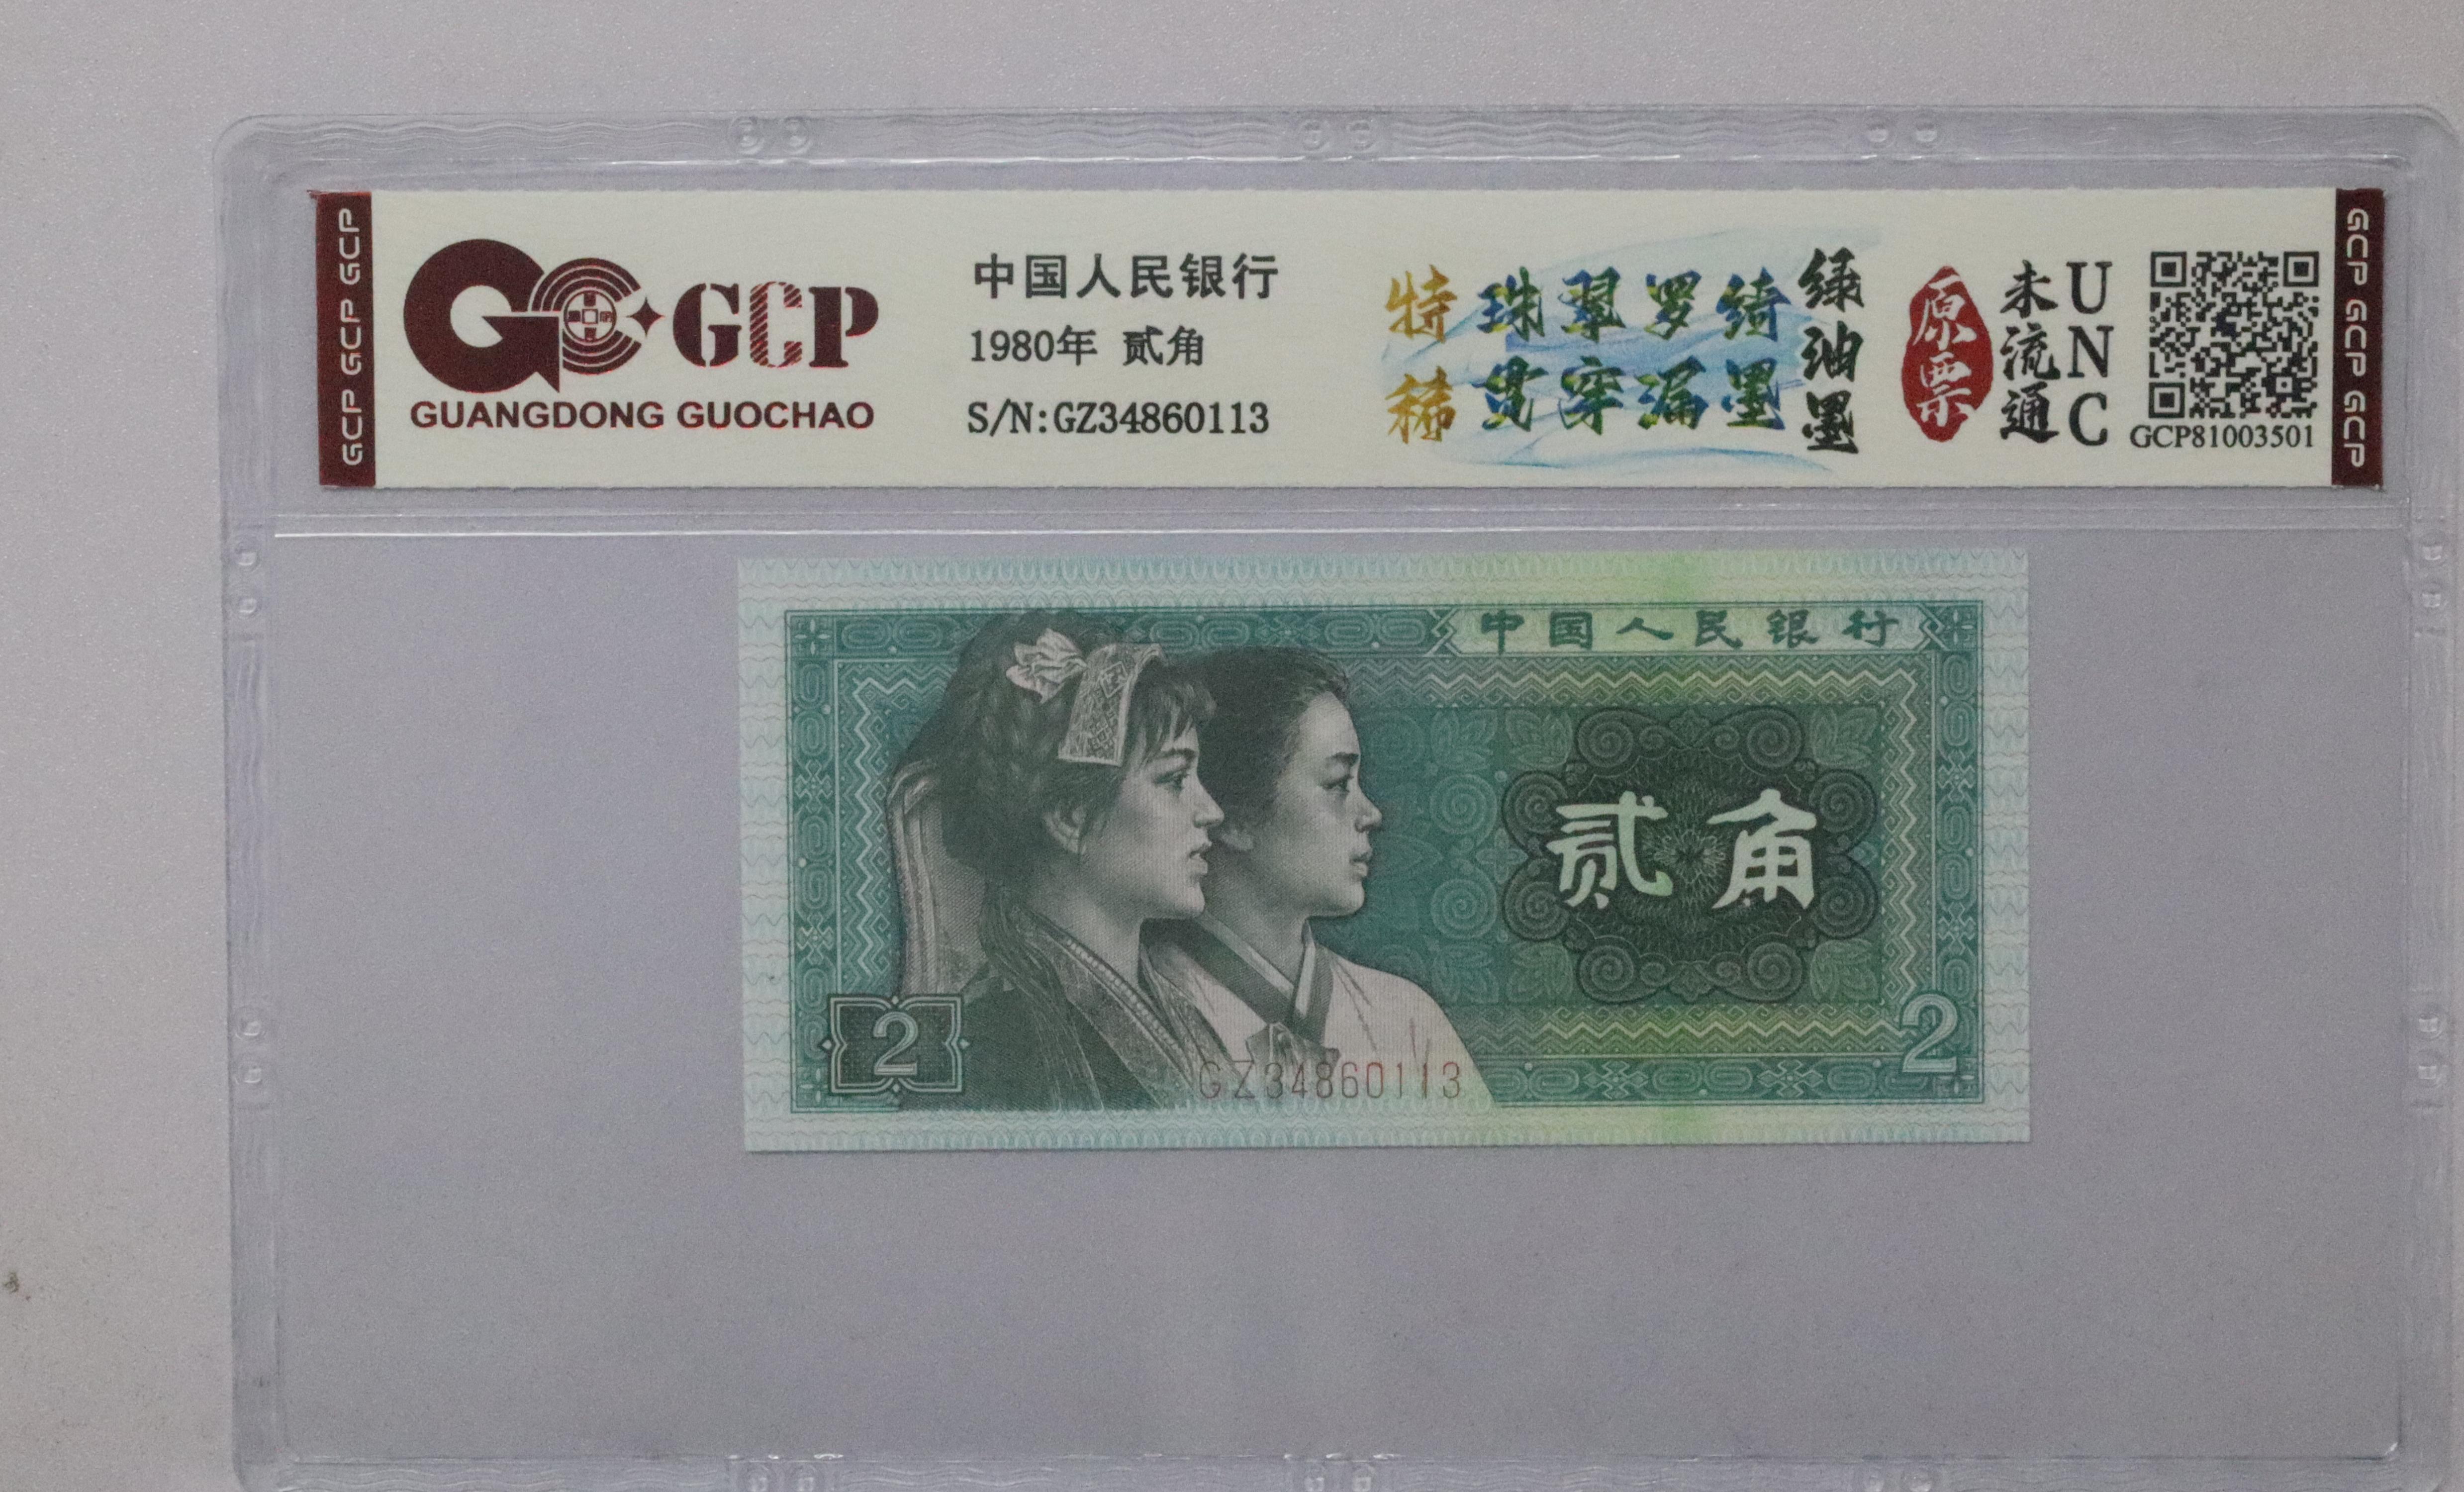 GCP GCP GCP
GCP
GUANGDONG GUOCHAO
中国人民银行
1980年 贰角
S/N:GZ34860113
特稀
珠翠罗绮
贯穿漏墨
绿油墨
原票
未流通
UNC
GCP81003501
GCP GCP GCP
中国人民银行
贰角
2
GZ34860113
2